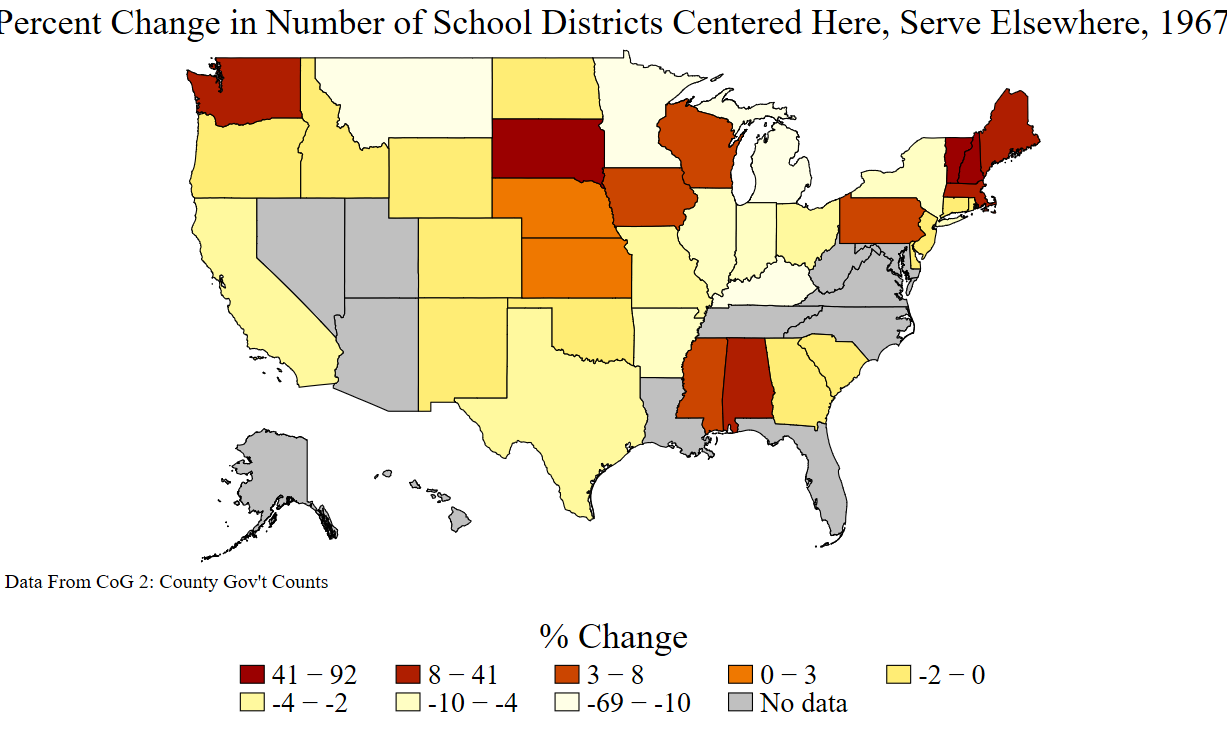 Percent Change in Number of School Districts Centered Here, Serve Elsewhere, 1967
Data From CoG 2: County Gov't Counts
% Change
41 − 92 8 − 41 3 − 8 0 − 3 -2 − 0
-4 − -2 -10 − -4 -69 − -10 No data